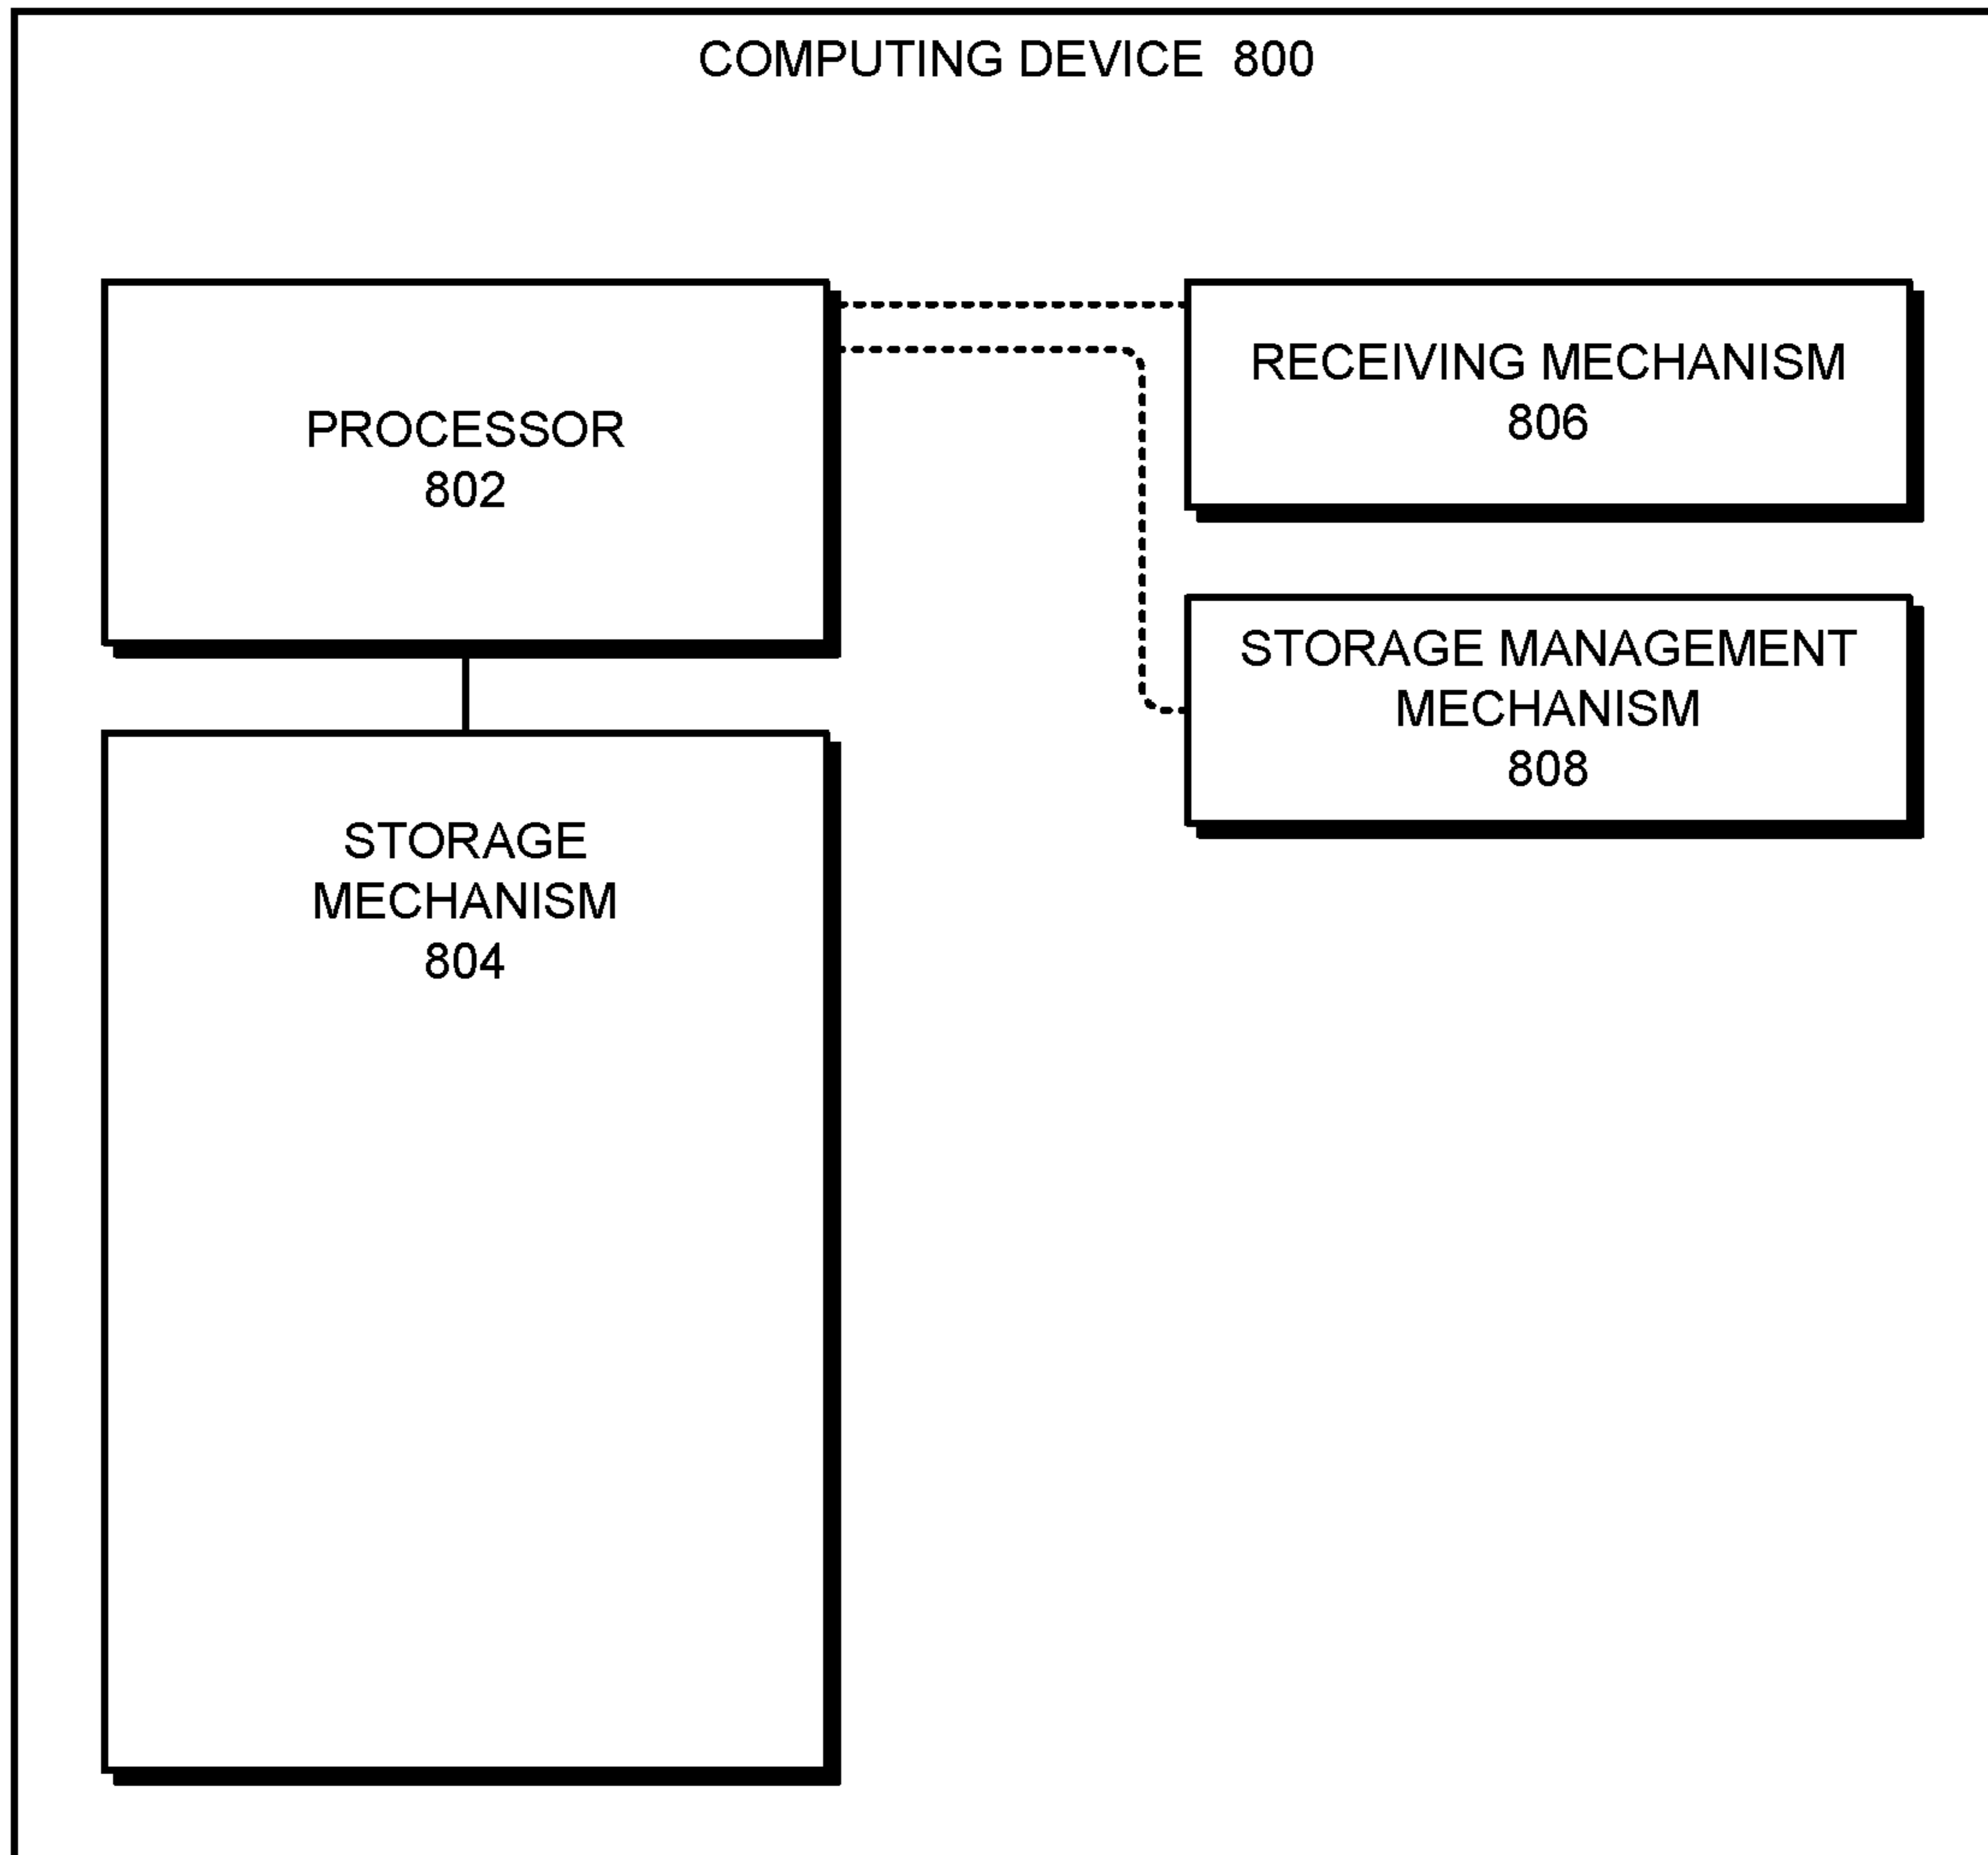 COMPUTING DEVICE 800
PROCESSOR
802
RECEIVING MECHANISM
806
STORAGE MANAGEMENT
MECHANISM
808
STORAGE
MECHANISM
804